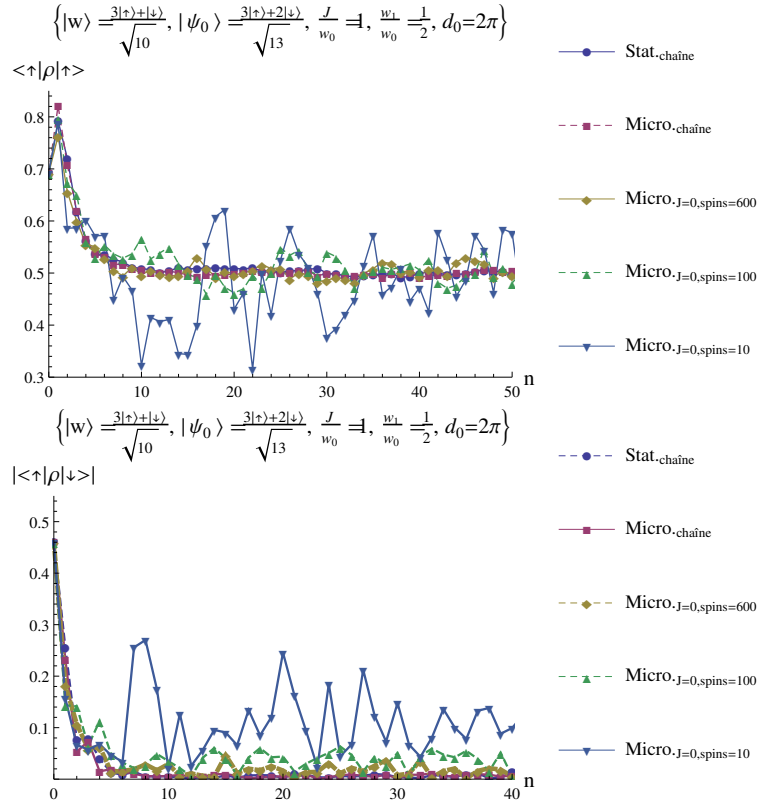 {|w⟩ = 3|↑⟩+|↓⟩/√10, |ψ₀⟩ = 3|↑⟩+2|↓⟩/√13, J/w₀ = 1, w₁/w₀ = 1/2, d₀=2π}
<↑|ρ|↑>
0.8
0.7
0.6
0.5
0.4
0.3
0 10 20 30 40 50 n
Stat.chaîne
Micro.chaîne
Micro.J=0,spins=600
Micro.J=0,spins=100
Micro.J=0,spins=10
{|w⟩ = 3|↑⟩+|↓⟩/√10, |ψ₀⟩ = 3|↑⟩+2|↓⟩/√13, J/w₀ = 1, w₁/w₀ = 1/2, d₀=2π}
|<↑|ρ|↓>|
0.5
0.4
0.3
0.2
0.1
0 10 20 30 40 n
Stat.chaîne
Micro.chaîne
Micro.J=0,spins=600
Micro.J=0,spins=100
Micro.J=0,spins=10